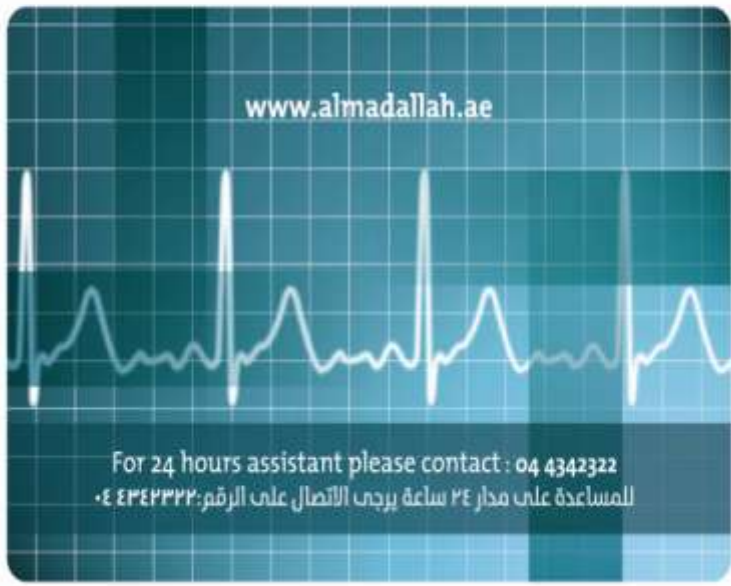 www.almadallah.ae
For 24 hours assistant please contact : 04 4342322
للمساعدة على مدار ٢٤ ساعة يرجى الاتصال على الرقم:٤٣٤٢٣٢٢ ٠٤